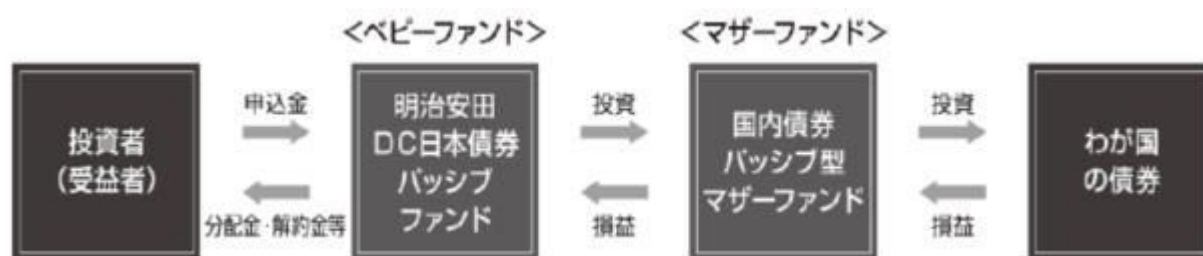 <ベビーファンド>
<マザーファンド>
投資者
(受益者)
申込金
分配金・解約金等
明治安田
DC日本債券
パッシブ
ファンド
投資
損益
国内債券
パッシブ型
マザーファンド
投資
損益
わが国
の債券